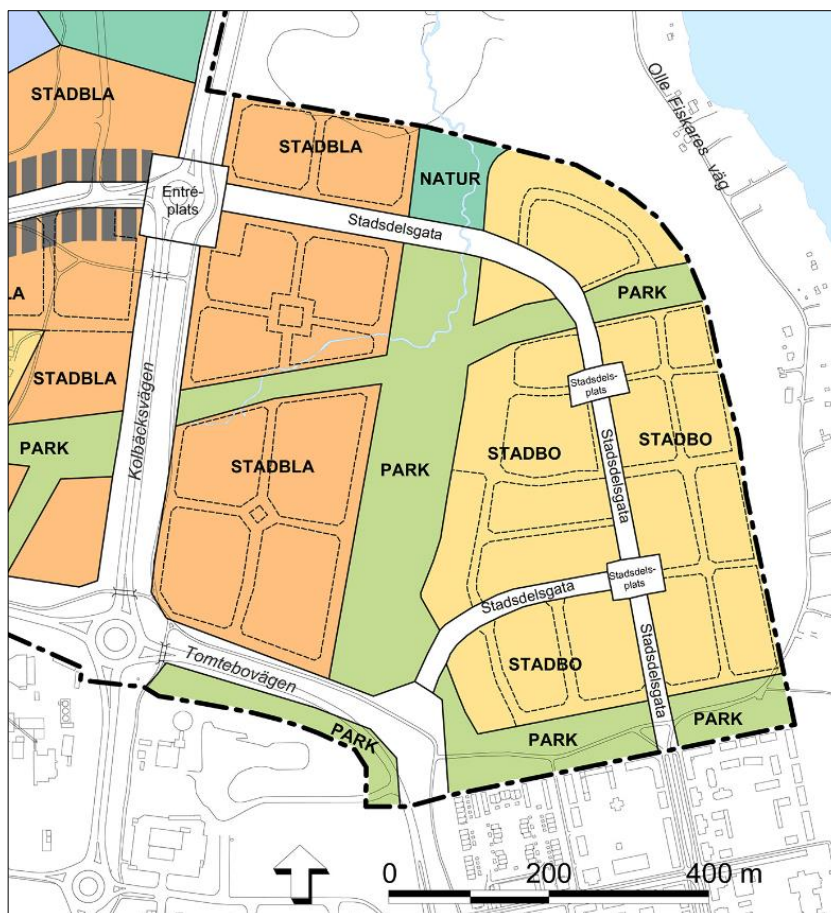 Olle Fiskares väg
STADBLA
STADBLA
NATUR
Entré-
plats
Stadsdelsgata
PARK
LA
STADBLA
Kolbäcksvägen
Stadsdels-
plats
PARK
STADBLA
PARK
STADBO
STADBO
Stadsdelsgata
Stadsdels-
plats
Stadsdelsgata
Tomtebovägen
STADBO
Stadsdelsgata
PARK
PARK
PARK
0 200 400 m